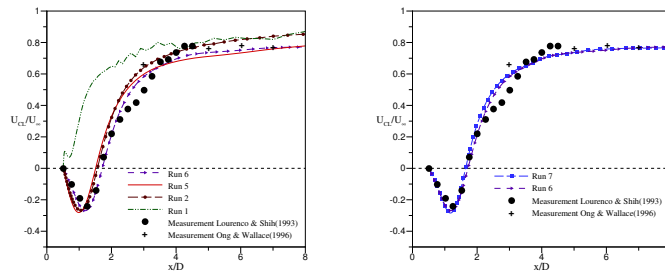 1
0.8
0.6
0.4
U_CL/U_∞
0.2
0
-0.2
-0.4
0 2 4 6 8
x/D
Run 6
Run 5
Run 2
Run 1
Measurement Lourenco & Shih(1993)
Measurement Ong & Wallace(1996)
1
0.8
0.6
0.4
U_CL/U_∞
0.2
0
-0.2
-0.4
0 2 4 6
x/D
Run 7
Run 6
Measurement Lourenco & Shih(1993)
Measurement Ong & Wallace(1996)